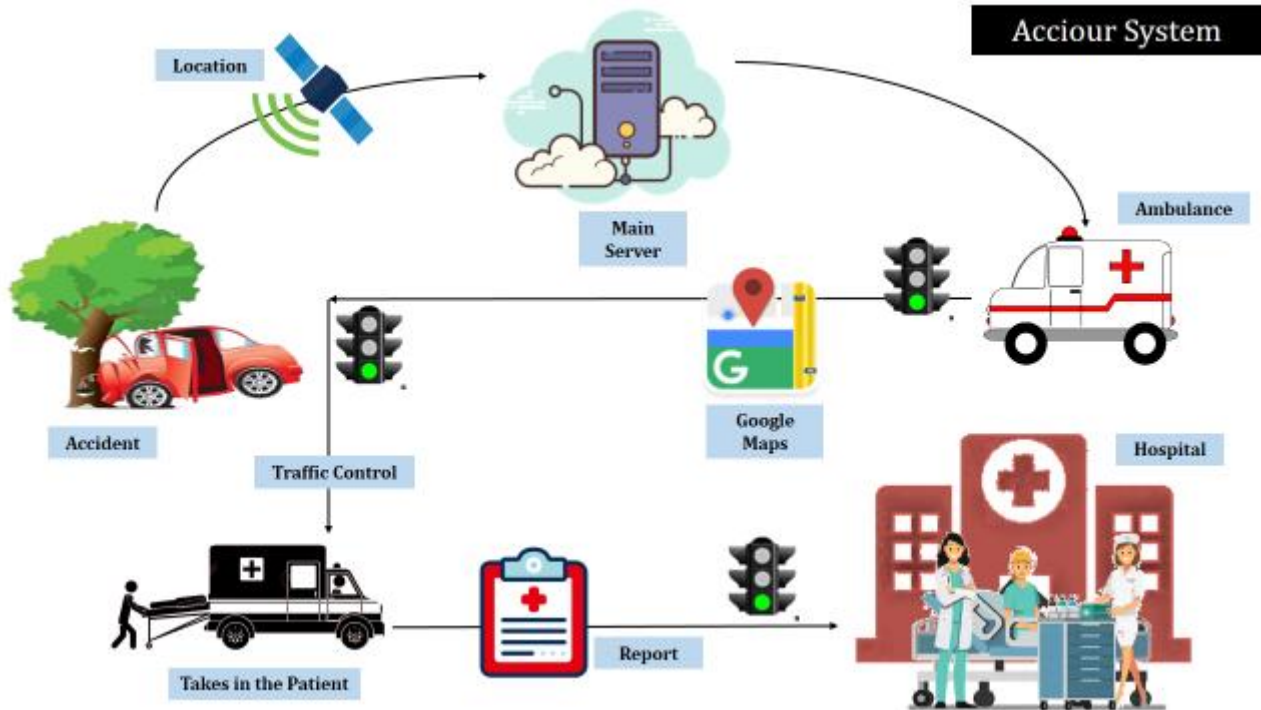 Acciour System
Location
Main
Server
Ambulance
Accident
Google
Maps
G
Hospital
Traffic Control
Takes in the Patient
Report